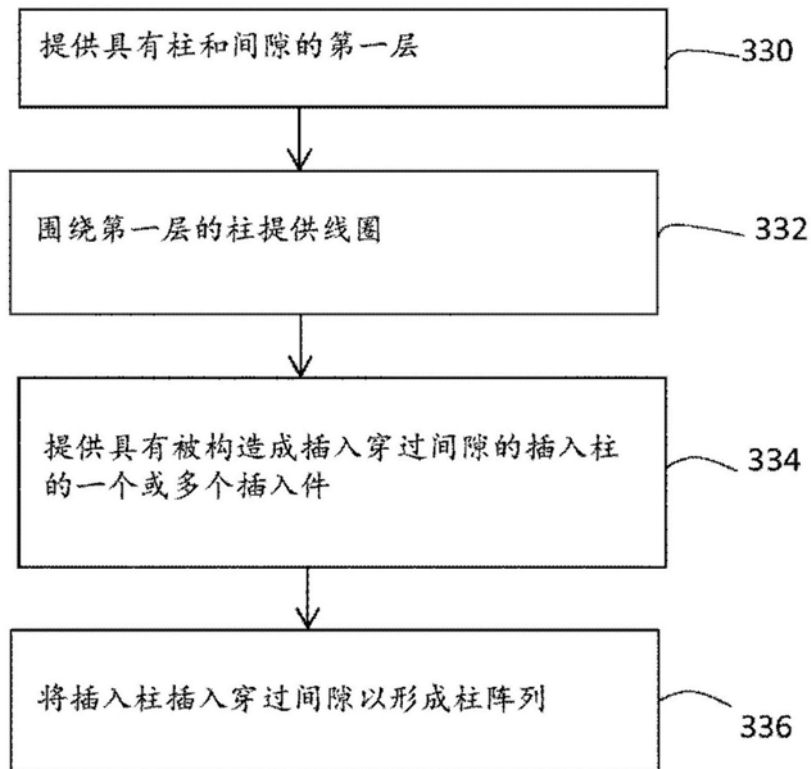 提供具有柱和间隙的第一层
330
围绕第一层的柱提供线圈
332
提供具有被构造成插入穿过间隙的插入柱
的一个或多个插入件
334
将插入柱插入穿过间隙以形成柱阵列
336